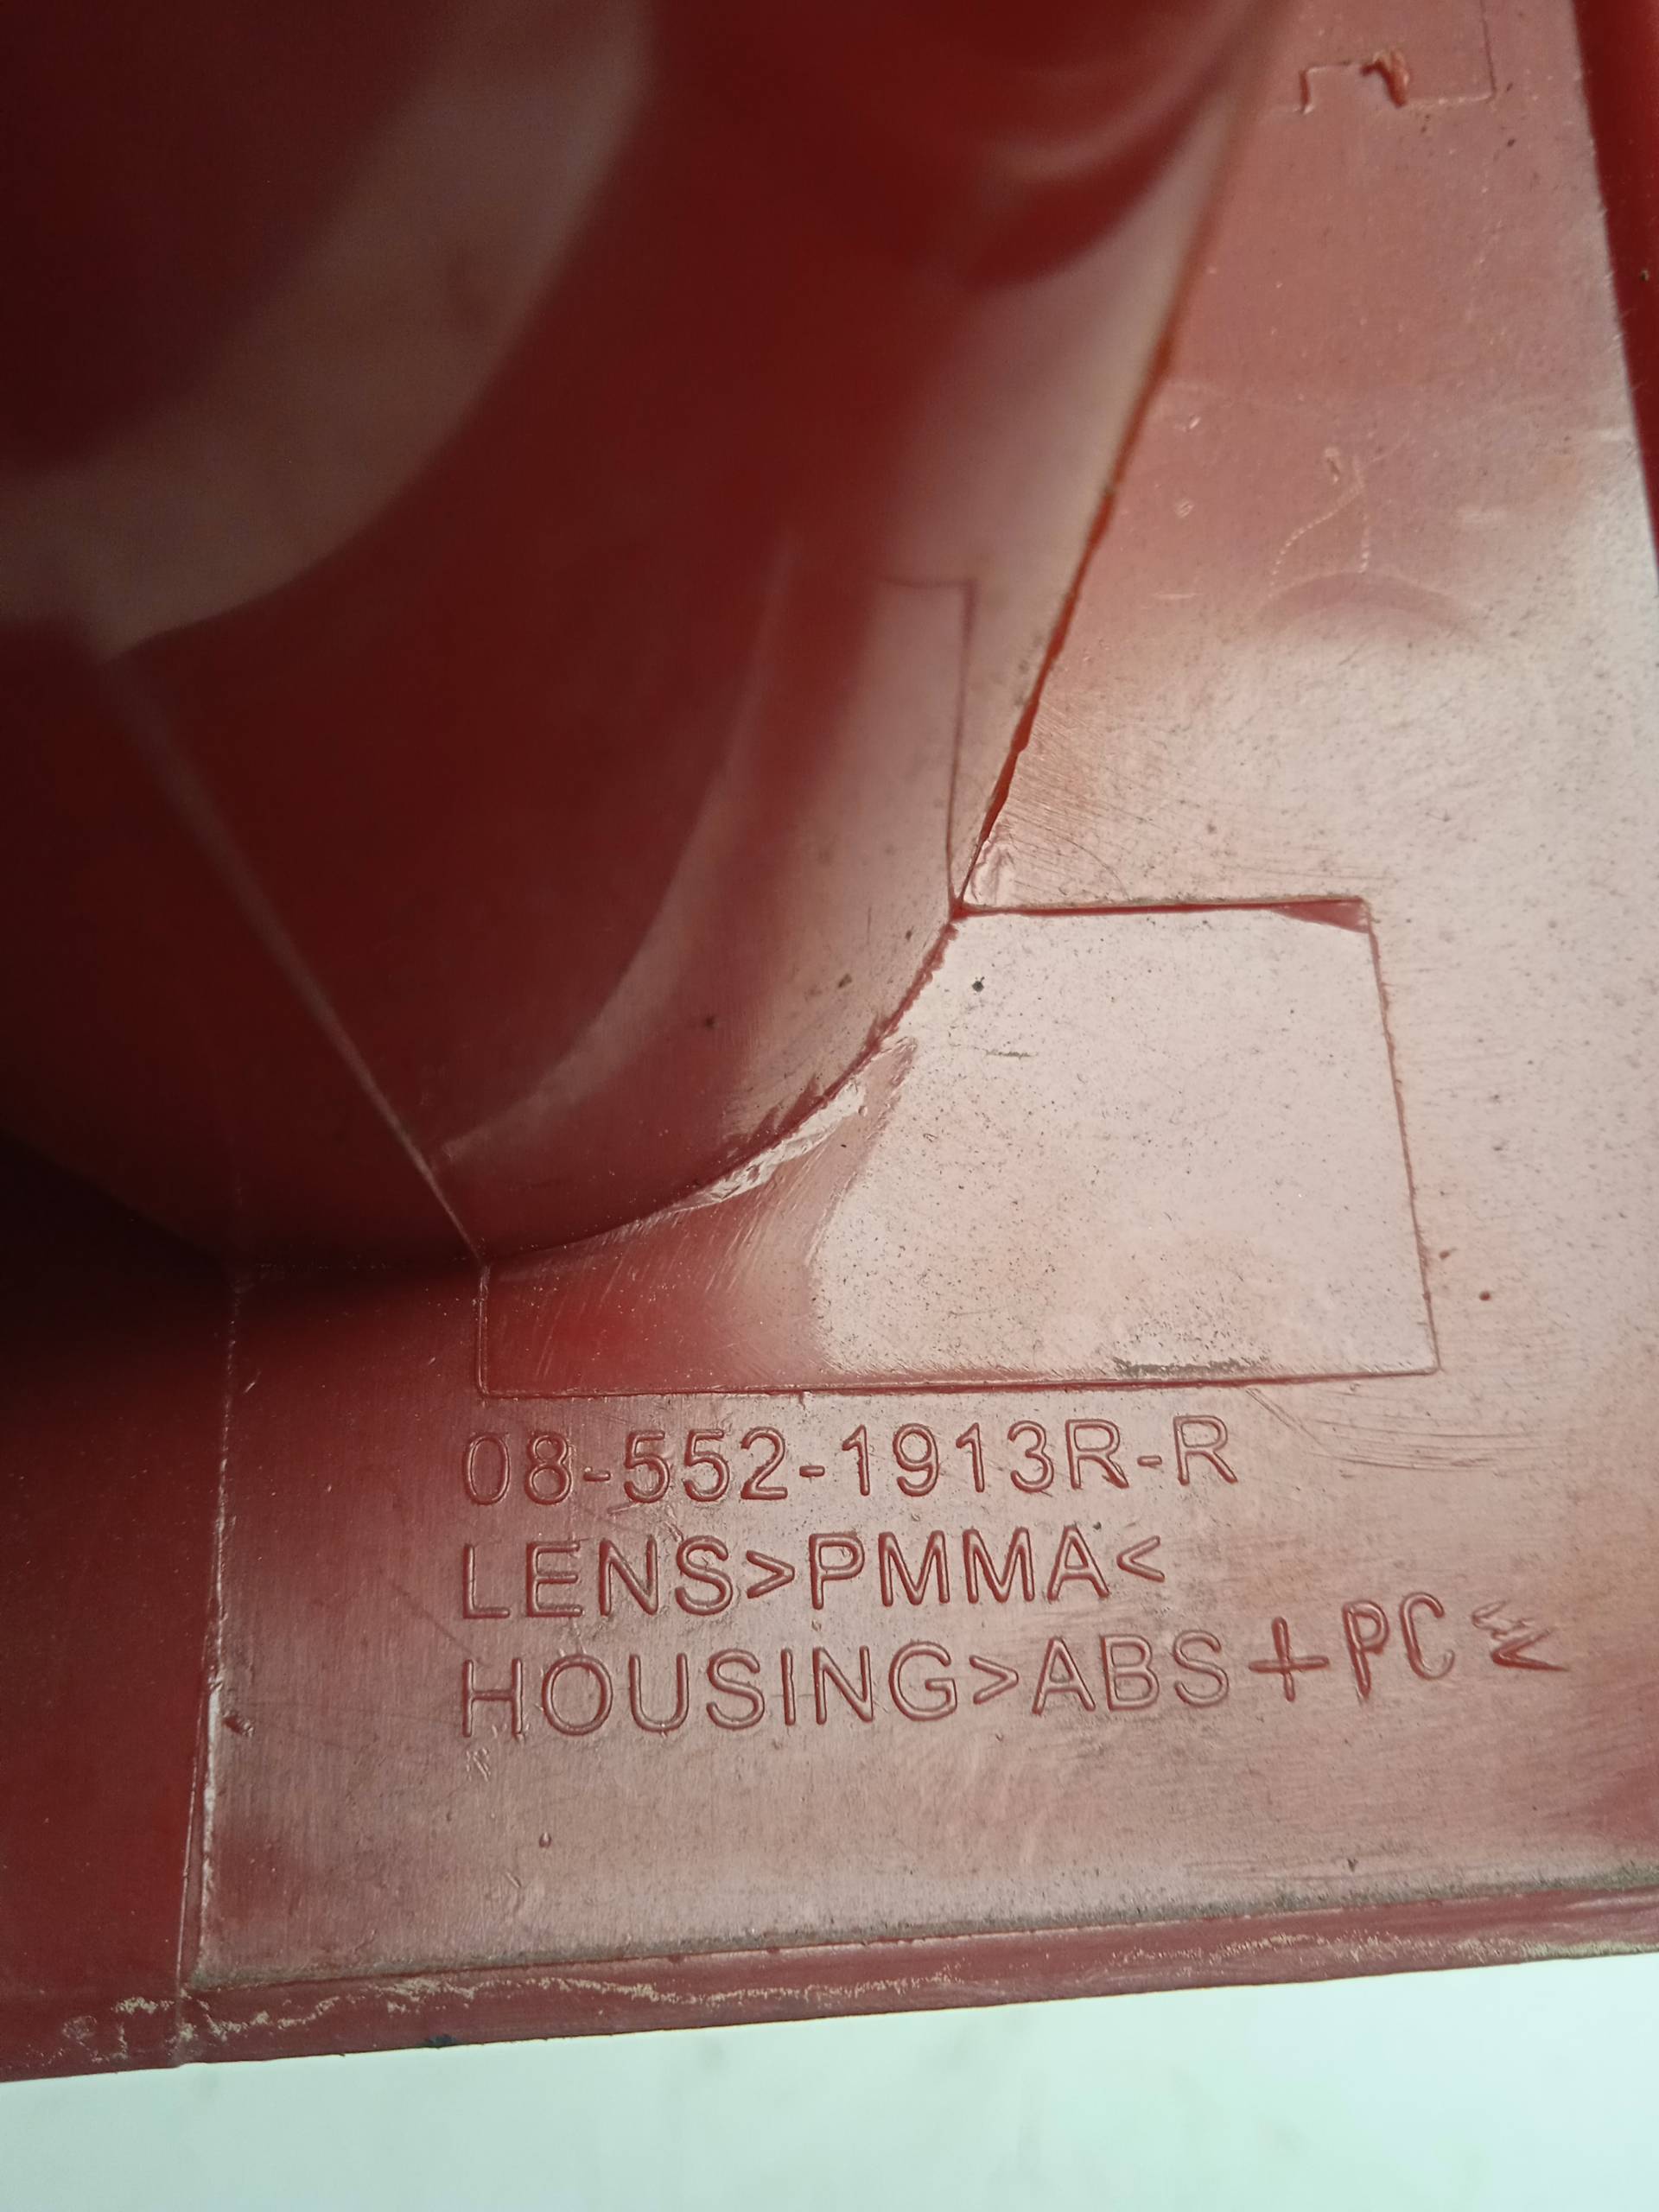 08-552-1913R-R
LENS>PMMA<
HOUSING>ABS+PC<